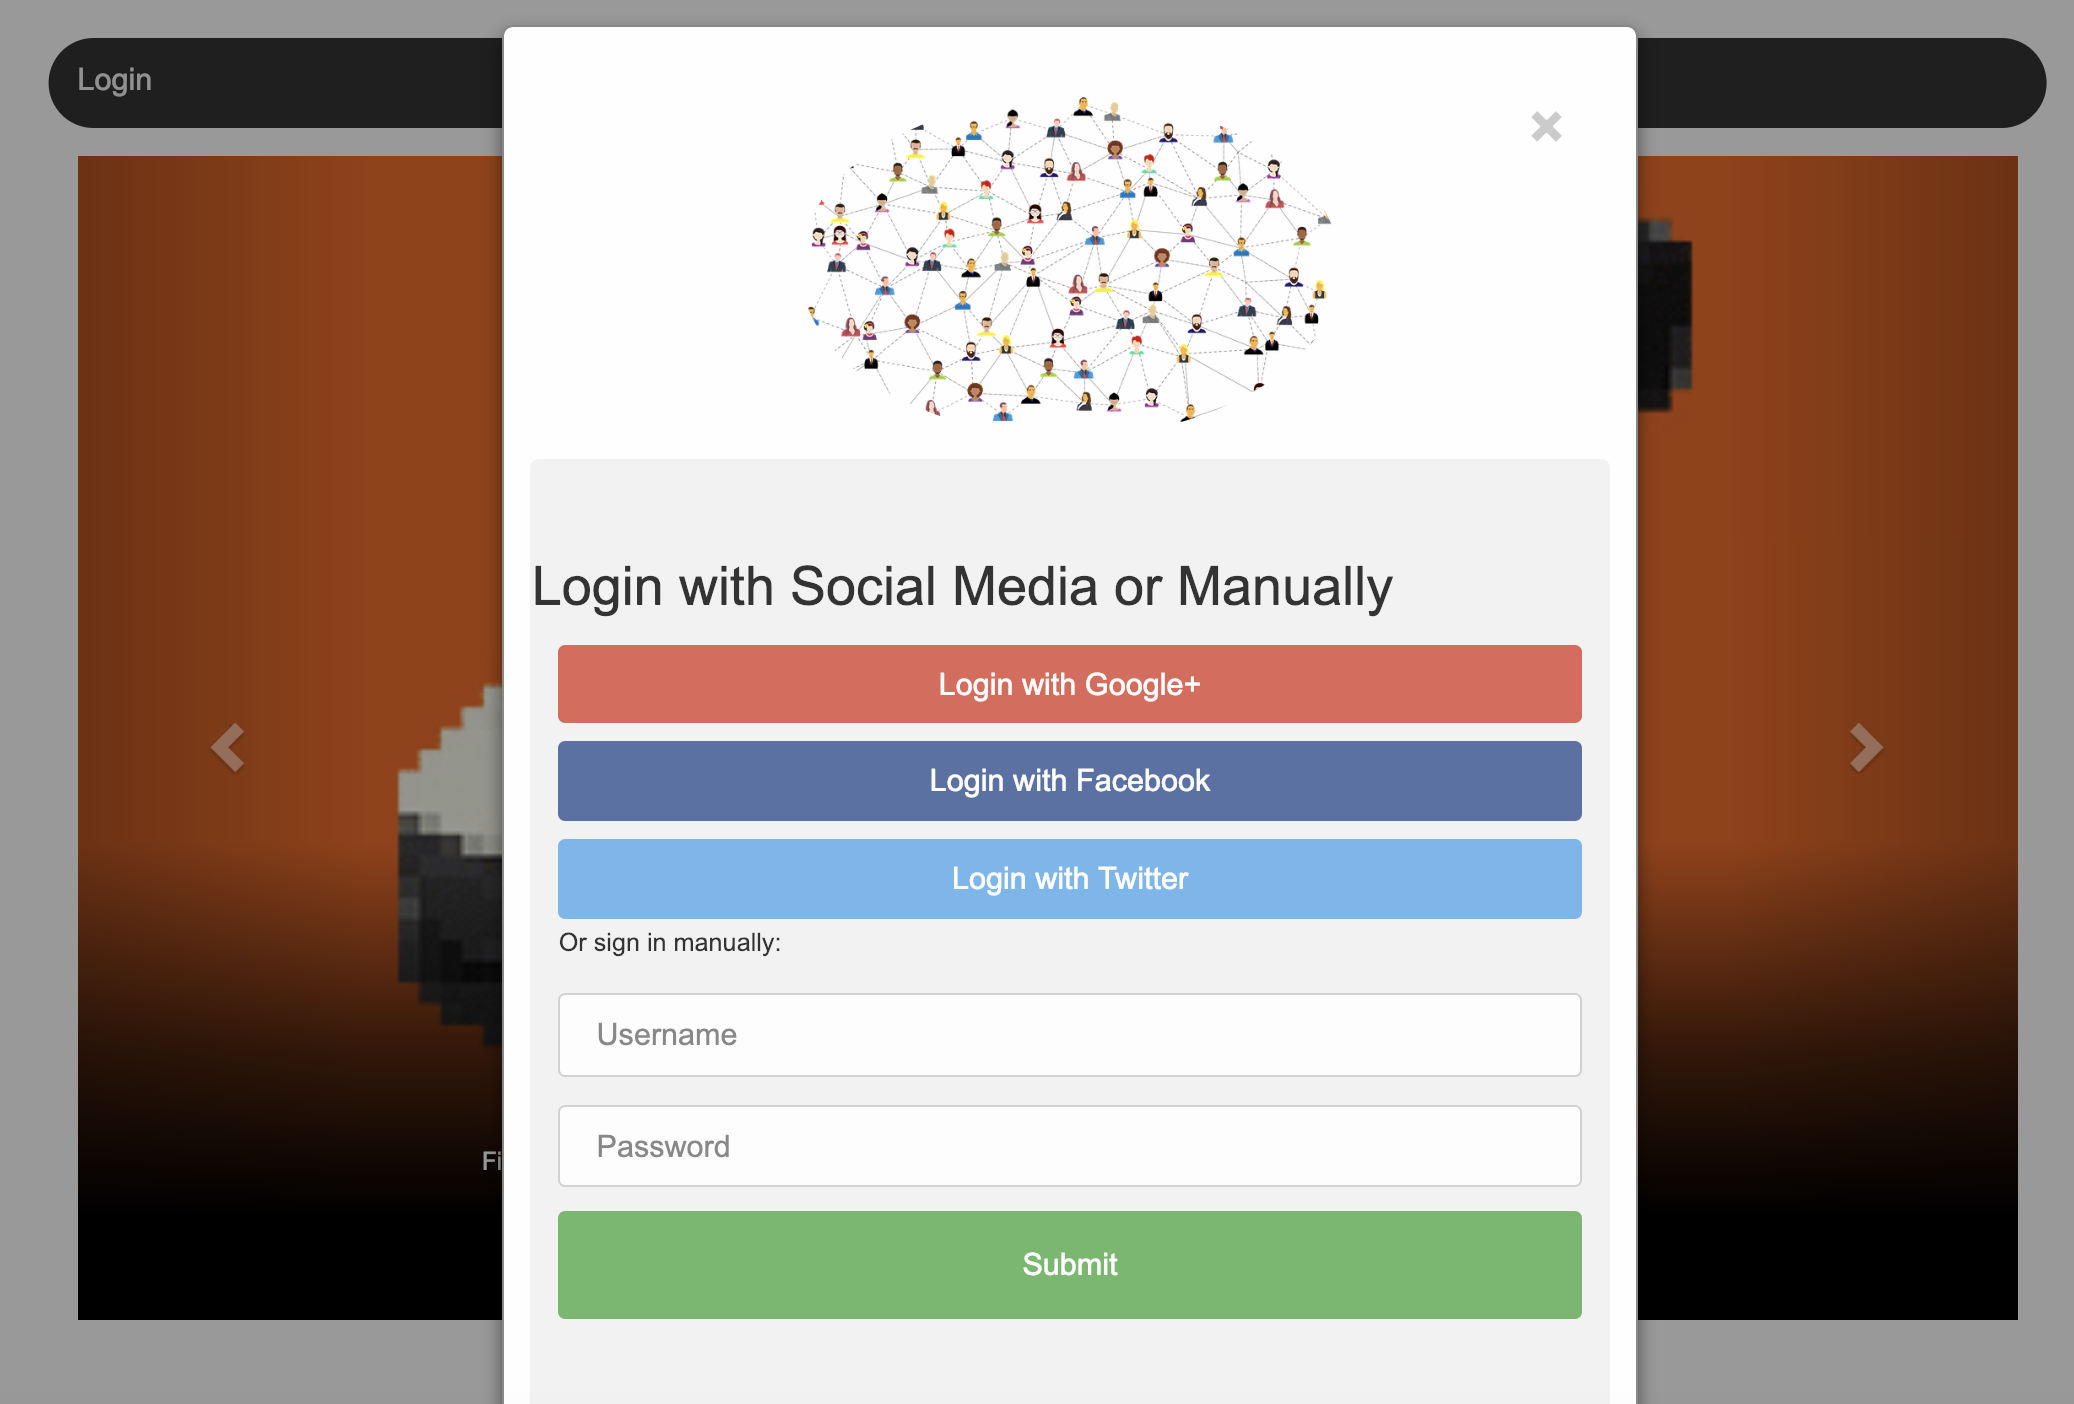 Login
Login with Social Media or Manually
Login with Google+
Login with Facebook
Login with Twitter
Or sign in manually:
Username
Password
Fi
Submit